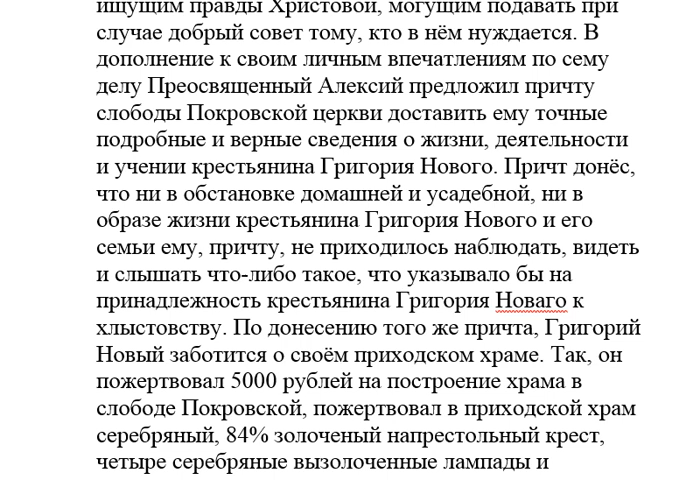 ищущим правды Христовой, могущим подавать при
случае добрый совет тому, кто в нём нуждается. В
дополнение к своим личным впечатлениям по сему
делу Преосвященный Алексий предложил причту
слободы Покровской церкви доставить ему точные
подробные и верные сведения о жизни, деятельности
и учении крестьянина Григория Нового. Причт донёс,
что ни в обстановке домашней и усадебной, ни в
образе жизни крестьянина Григория Нового и его
семьи ему, причту, не приходилось наблюдать, видеть
и слышать что-либо такое, что указывало бы на
принадлежность крестьянина Григория Новаго к
хлыстовству. По донесению того же причта, Григорий
Новый заботится о своём приходском храме. Так, он
пожертвовал 5000 рублей на построение храма в
слободе Покровской, пожертвовал в приходской храм
серебряный, 84% золоченый напрестольный крест,
четыре серебряные вызолоченные лампады и